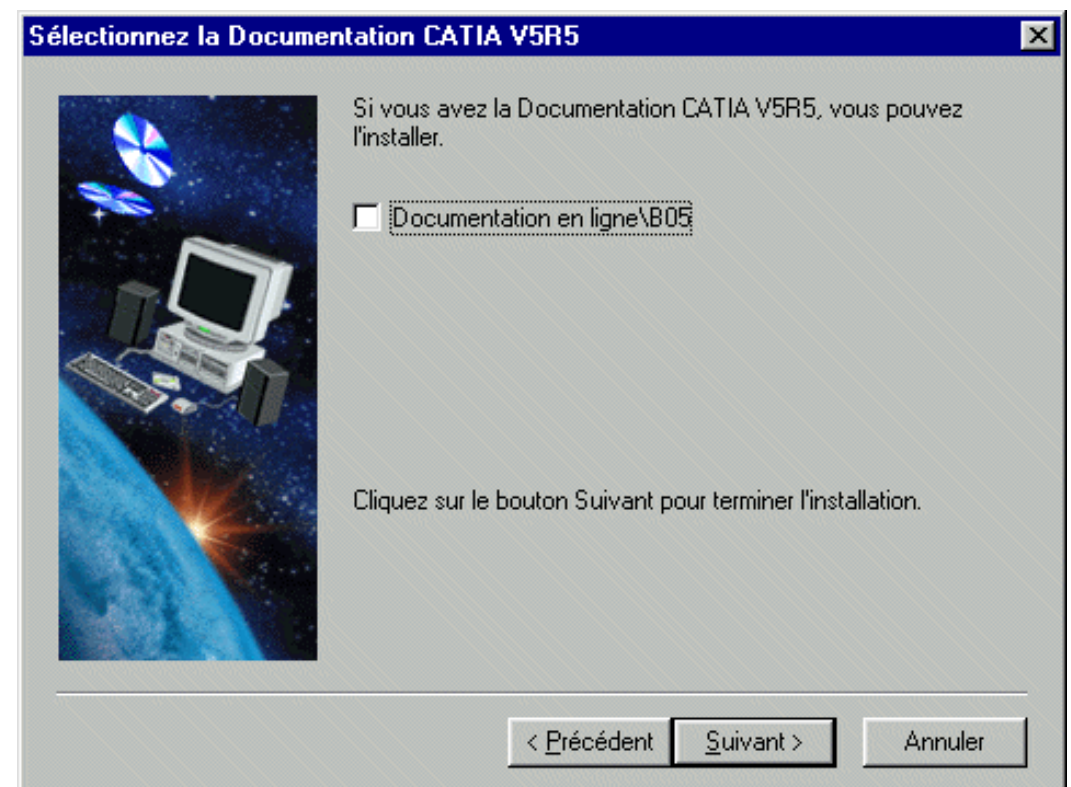 Sélectionnez la Documentation CATIA V5R5
Si vous avez la Documentation CATIA V5R5, vous pouvez
l'installer.
Documentation en ligne\B05
Cliquez sur le bouton Suivant pour terminer l'installation.
< Précédent Suivant > Annuler